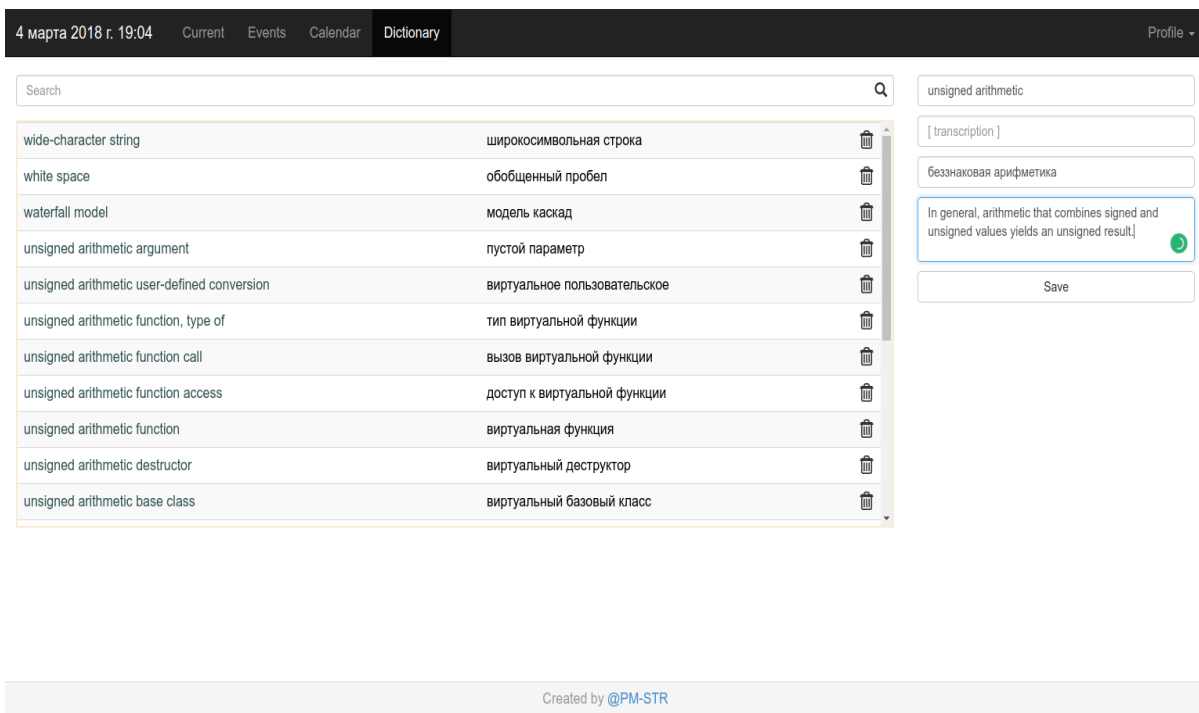 4 марта 2018 г. 19:04 Current Events Calendar Dictionary Profile
Search
wide-character string широкосимвольная строка
white space обобщенный пробел
waterfall model модель каскад
unsigned arithmetic argument пустой параметр
unsigned arithmetic user-defined conversion виртуальное пользовательское
unsigned arithmetic function, type of тип виртуальной функции
unsigned arithmetic function call вызов виртуальной функции
unsigned arithmetic function access доступ к виртуальной функции
unsigned arithmetic function виртуальная функция
unsigned arithmetic destructor виртуальный деструктор
unsigned arithmetic base class виртуальный базовый класс
unsigned arithmetic
[ transcription ]
беззнаковая арифметика
In general, arithmetic that combines signed and
unsigned values yields an unsigned result.
Save
Created by @PM-STR